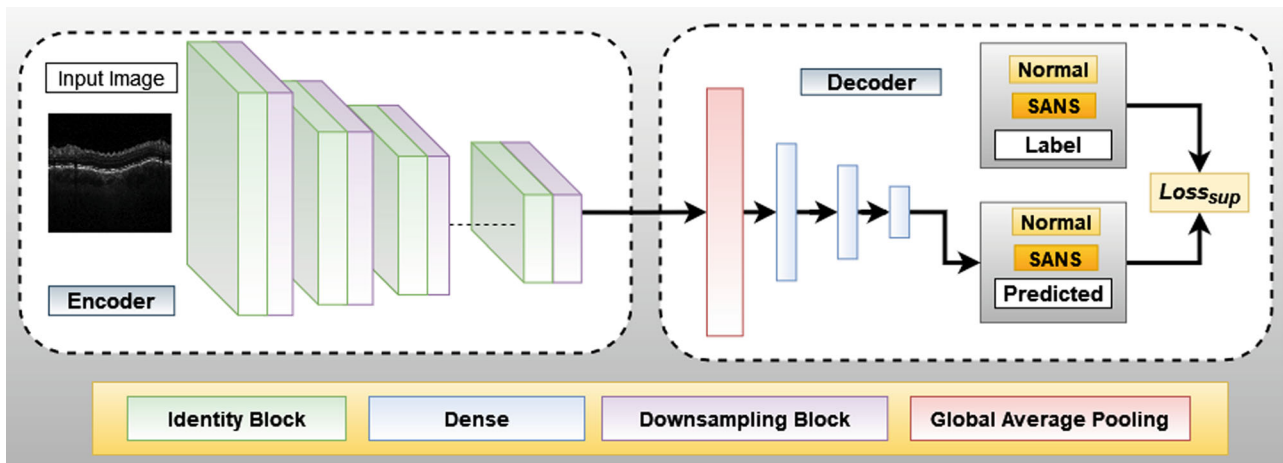 Input Image
Encoder
Decoder
Normal
SANS
Label
Loss_sup
Normal
SANS
Predicted
Identity Block
Dense
Downsampling Block
Global Average Pooling